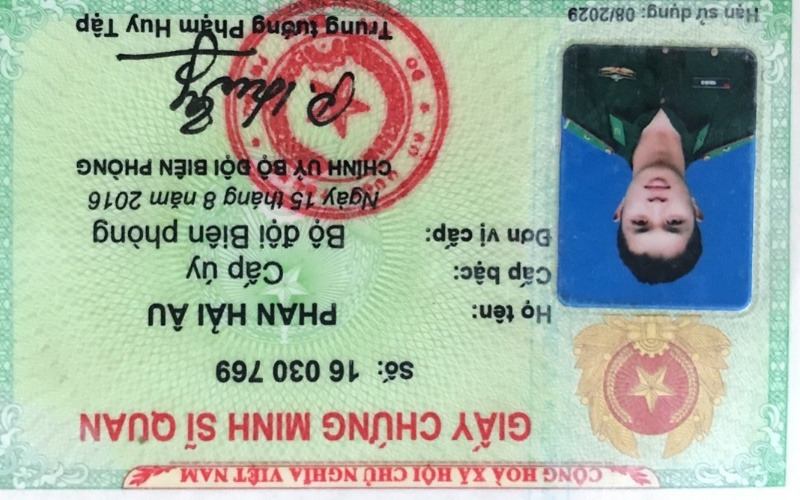 CỘNG HOÀ XÃ HỘI CHỦ NGHĨA VIỆT NAM
GIẤY CHỨNG MINH SĨ QUAN
Số: 16 030 769
Họ tên: PHAN HẢI ÂU
Cấp bậc: Cấp úy
Đơn vị cấp: Bộ đội Biên phòng
Ngày 15 tháng 8 năm 2016
CHÍNH UỶ BỘ ĐỘI BIÊN PHÒNG
Trung tướng Phạm Huy Tập
Hạn sử dụng: 08/2029